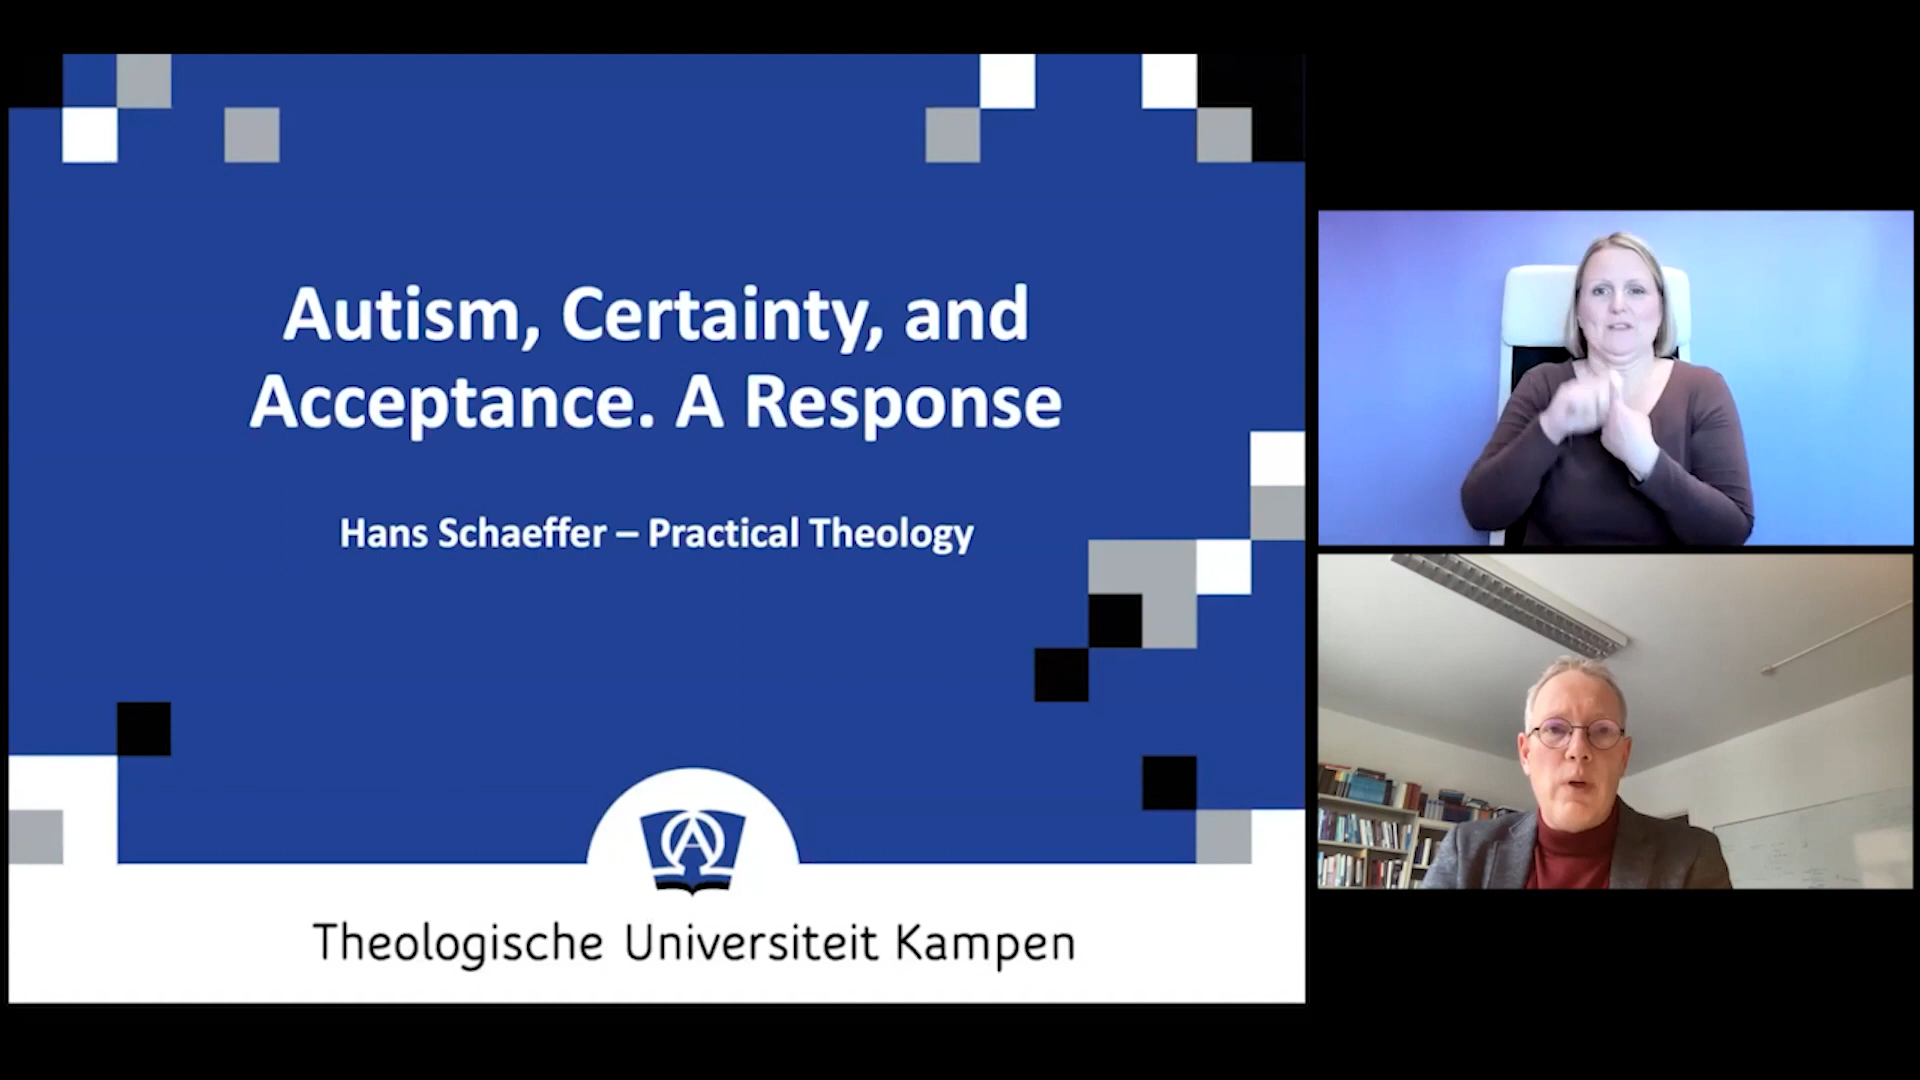 Autism, Certainty, and
Acceptance. A Response
Hans Schaeffer – Practical Theology
Theologische Universiteit Kampen